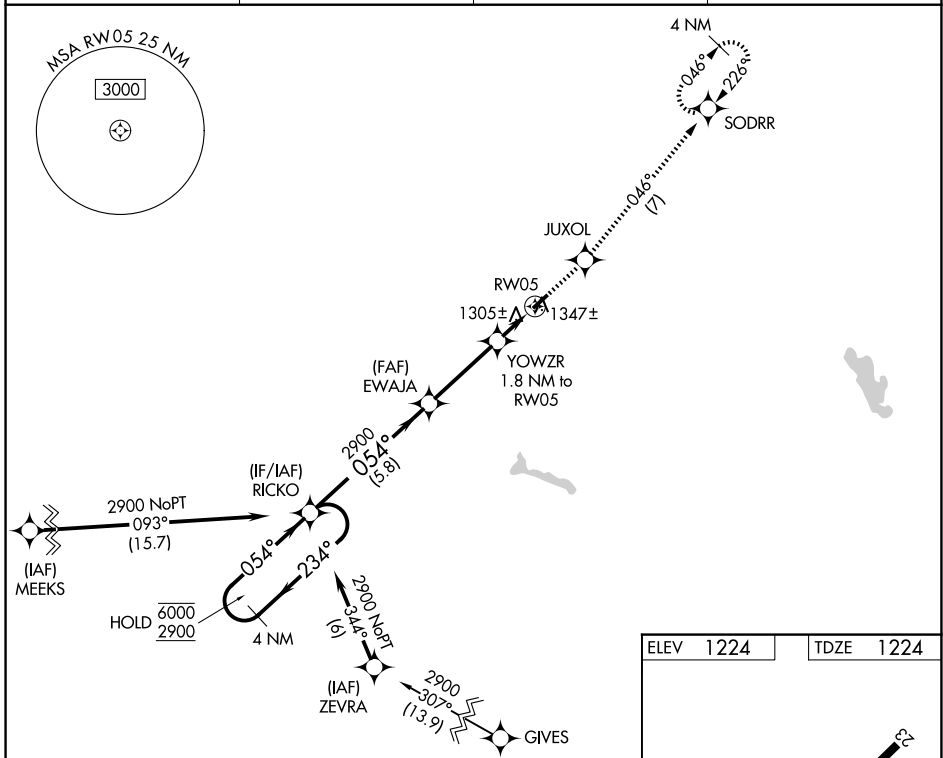 MSA RW05 25 NM
3000
4 NM
046°
226°
SODRR
046°
(7)
JUXOL
RW05
1305±
1347±
YOWZR
1.8 NM to
RW05
(FAF)
EWAJA
2900
054°
(5.8)
(IF/IAF)
RICKO
2900 NoPT
093°
(15.7)
(IAF)
MEEKS
054°
234°
HOLD 6000
2900
4 NM
2900 NoPT
344°
(6)
(IAF)
ZEVRA
2900
307°
(13.9)
GIVES
ELEV 1224
TDZE 1224
23